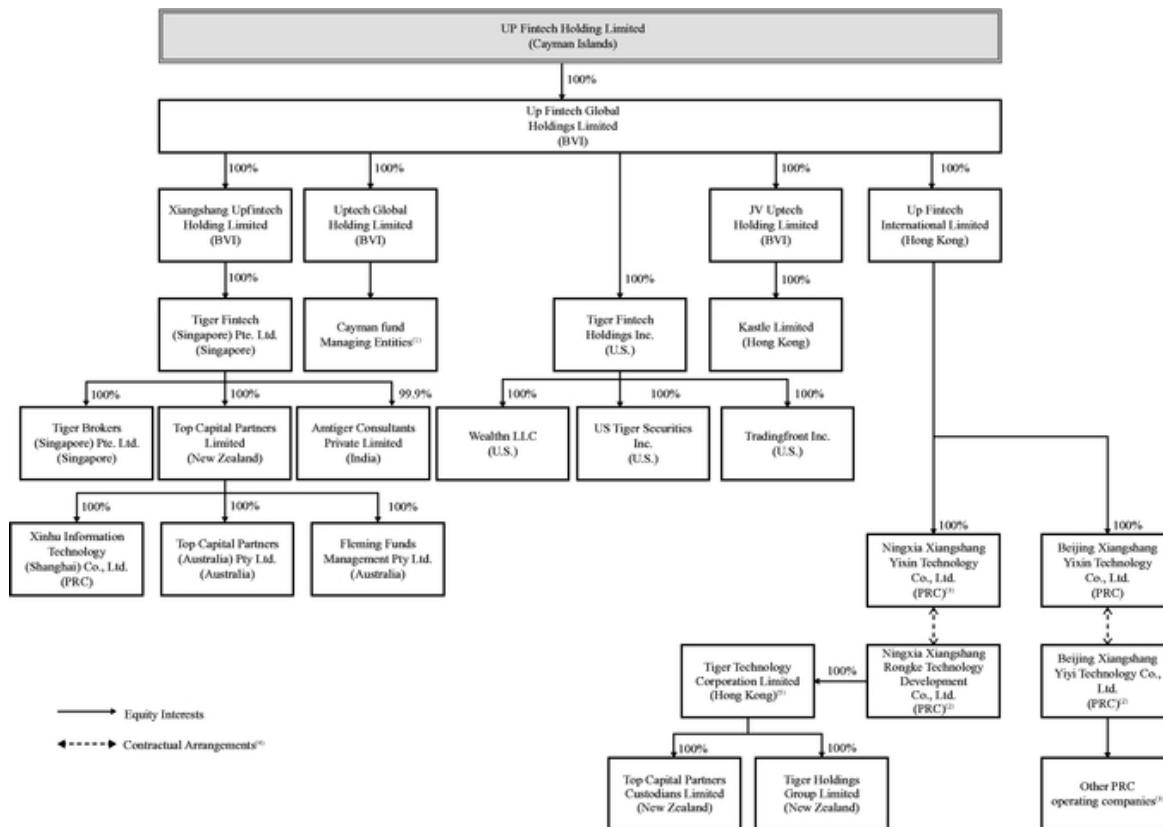 UP Fintech Holding Limited
(Cayman Islands)
100%
Up Fintech Global
Holdings Limited
(BVI)
100%
100%
100%
100%
100%
Xiangshang Upfintech
Holding Limited
(BVI)
Uptech Global
Holding Limited
(BVI)
JV Uptech
Holding Limited
(BVI)
Up Fintech
International Limited
(Hong Kong)
100%
100%
Tiger Fintech
(Singapore) Pte. Ltd.
(Singapore)
Cayman fund
Managing Entities(1)
Tiger Fintech
Holdings Inc.
(U.S.)
Kastle Limited
(Hong Kong)
100%
100%
99.9%
100%
100%
100%
Tiger Brokers
(Singapore) Pte. Ltd.
(Singapore)
Top Capital Partners
Limited
(New Zealand)
Amtiger Consultants
Private Limited
(India)
Wealthn LLC
(U.S.)
US Tiger Securities
Inc.
(U.S.)
Tradingfront Inc.
(U.S.)
100%
100%
100%
100%
100%
Xinhu Information
Technology
(Shanghai) Co., Ltd.
(PRC)
Top Capital Partners
(Australia) Pty Ltd.
(Australia)
Fleming Funds
Management Pty Ltd.
(Australia)
Ningxia Xiangshang
Yixin Technology
Co., Ltd.
(PRC)
Beijing Xiangshang
Yixin Technology
Co., Ltd.
(PRC)
Tiger Technology
Corporation Limited
(Hong Kong)
100%
Ningxia Xiangshang
Rongke Technology
Development
Co., Ltd.
(PRC)(2)
Beijing Xiangshang
Yiyi Technology Co.,
Ltd.
(PRC)(2)
Equity Interests
Contractual Arrangements
100%
100%
100%
Top Capital Partners
Custodians Limited
(New Zealand)
Tiger Holdings
Group Limited
(New Zealand)
Other PRC
operating companies